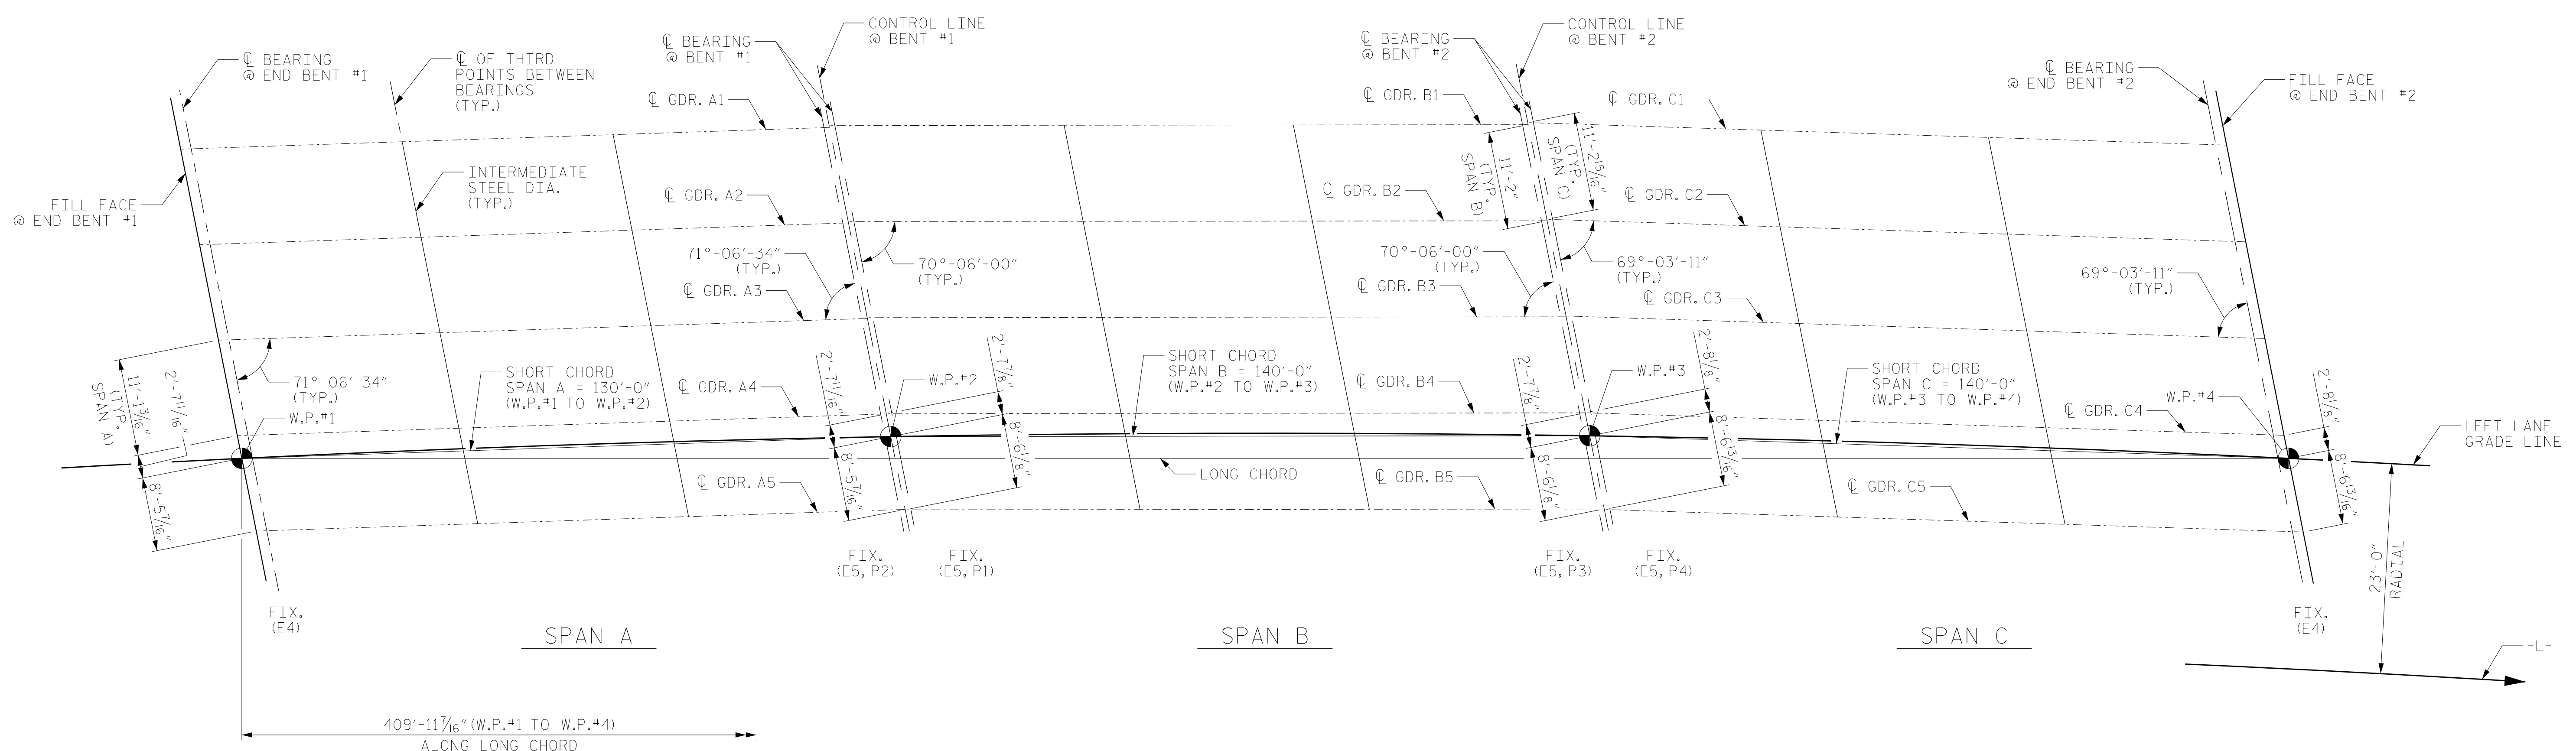 ℄ BEARING
@ END BENT #1
℄ OF THIRD
POINTS BETWEEN
BEARINGS
(TYP.)
℄ BEARING
@ BENT #1
CONTROL LINE
@ BENT #1
℄ BEARING
@ BENT #2
CONTROL LINE
@ BENT #2
℄ BEARING
@ END BENT #2
FILL FACE
@ END BENT #2
℄ GDR. A1
℄ GDR. B1
℄ GDR. C1
INTERMEDIATE
STEEL DIA.
(TYP.)
FILL FACE
@ END BENT #1
℄ GDR. A2
℄ GDR. B2
℄ GDR. C2
11'-2"
(TYP.
SPAN B)
11'-2 15/16"
(TYP.
SPAN C)
71°-06'-34"
(TYP.)
70°-06'-00"
(TYP.)
70°-06'-00"
(TYP.)
69°-03'-11"
(TYP.)
69°-03'-11"
(TYP.)
℄ GDR. A3
℄ GDR. B3
℄ GDR. C3
11'-1 3/16"
(TYP.
SPAN A)
2'-7 11/16"
8'-5 7/16"
71°-06'-34"
(TYP.)
W.P.#1
SHORT CHORD
SPAN A = 130'-0"
(W.P.#1 TO W.P.#2)
℄ GDR. A4
2'-7 11/16"
8'-5 7/16"
W.P.#2
2'-7 7/8"
8'-6 1/8"
SHORT CHORD
SPAN B = 140'-0"
(W.P.#2 TO W.P.#3)
℄ GDR. B4
2'-7 7/8"
8'-6 1/8"
W.P.#3
2'-8 1/8"
8'-6 13/16"
SHORT CHORD
SPAN C = 140'-0"
(W.P.#3 TO W.P.#4)
℄ GDR. C4
W.P.#4
2'-8 1/8"
8'-6 13/16"
LEFT LANE
GRADE LINE
LONG CHORD
℄ GDR. A5
℄ GDR. B5
℄ GDR. C5
FIX.
(E4)
FIX.
(E5, P2)
FIX.
(E5, P1)
FIX.
(E5, P3)
FIX.
(E5, P4)
FIX.
(E4)
23'-0"
RADIAL
-L-
SPAN A
SPAN B
SPAN C
409'-11 7/16" (W.P.#1 TO W.P.#4)
ALONG LONG CHORD